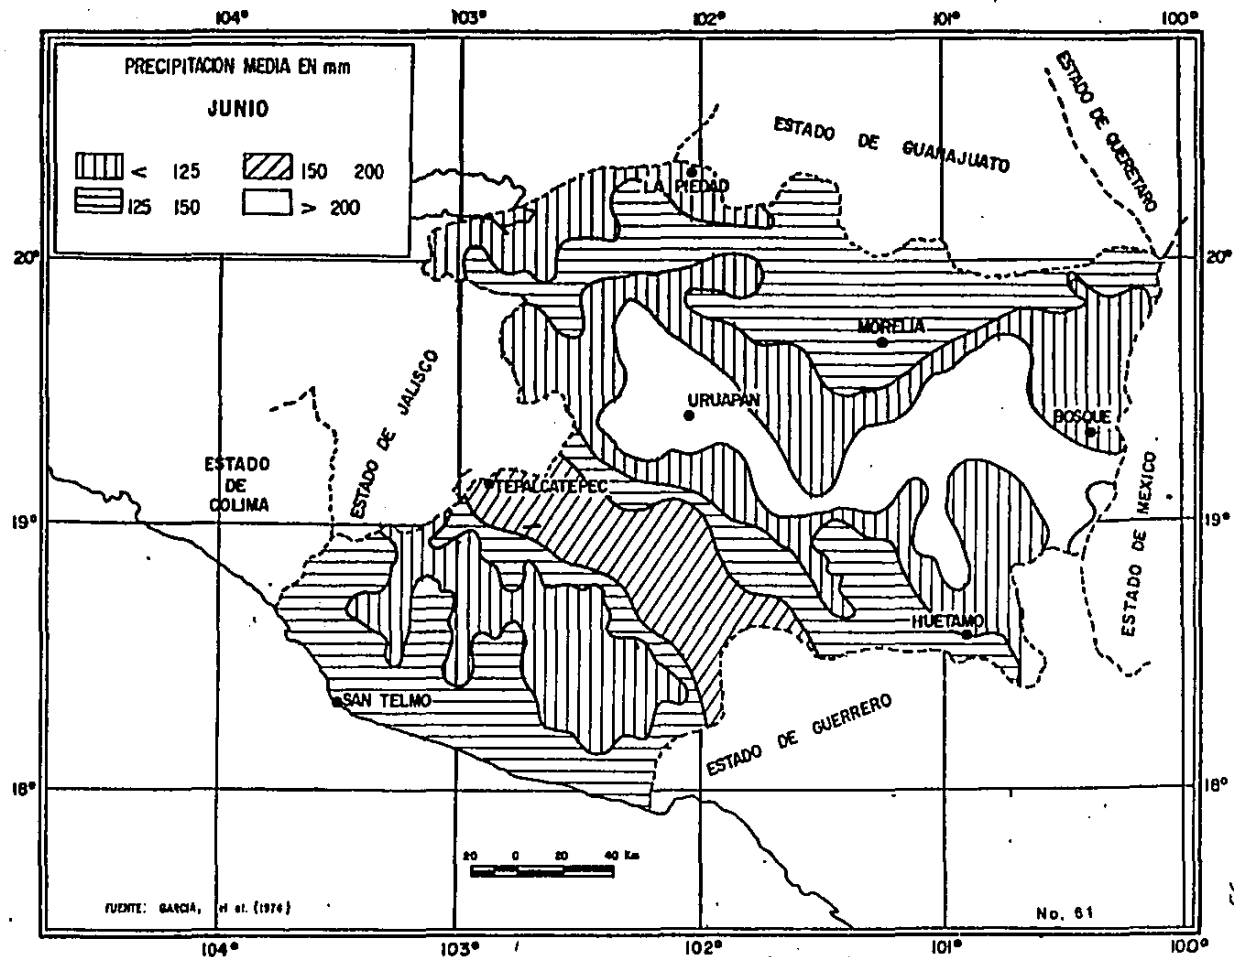 104° 103° 102° 101° 100°
PRECIPITACION MEDIA EN mm
JUNIO
< 125
150 200
125 150
> 200
ESTADO DE GUANAJUATO
ESTADO DE QUERETARO
LA PIEDAD
20° 20°
MORELIA
ESTADO DE JALISCO
URUAPAN
BOSQUE
ESTADO
DE
COLIMA
TEPALCATEPEC
ESTADO DE MEXICO
19° 19°
HUETAMO
SAN TELMO
ESTADO DE GUERRERO
18° 18°
20 0 20 40 Km
FUENTE: GARCIA, et al. (1974)
No. 61
104° 103° 102° 101° 100°